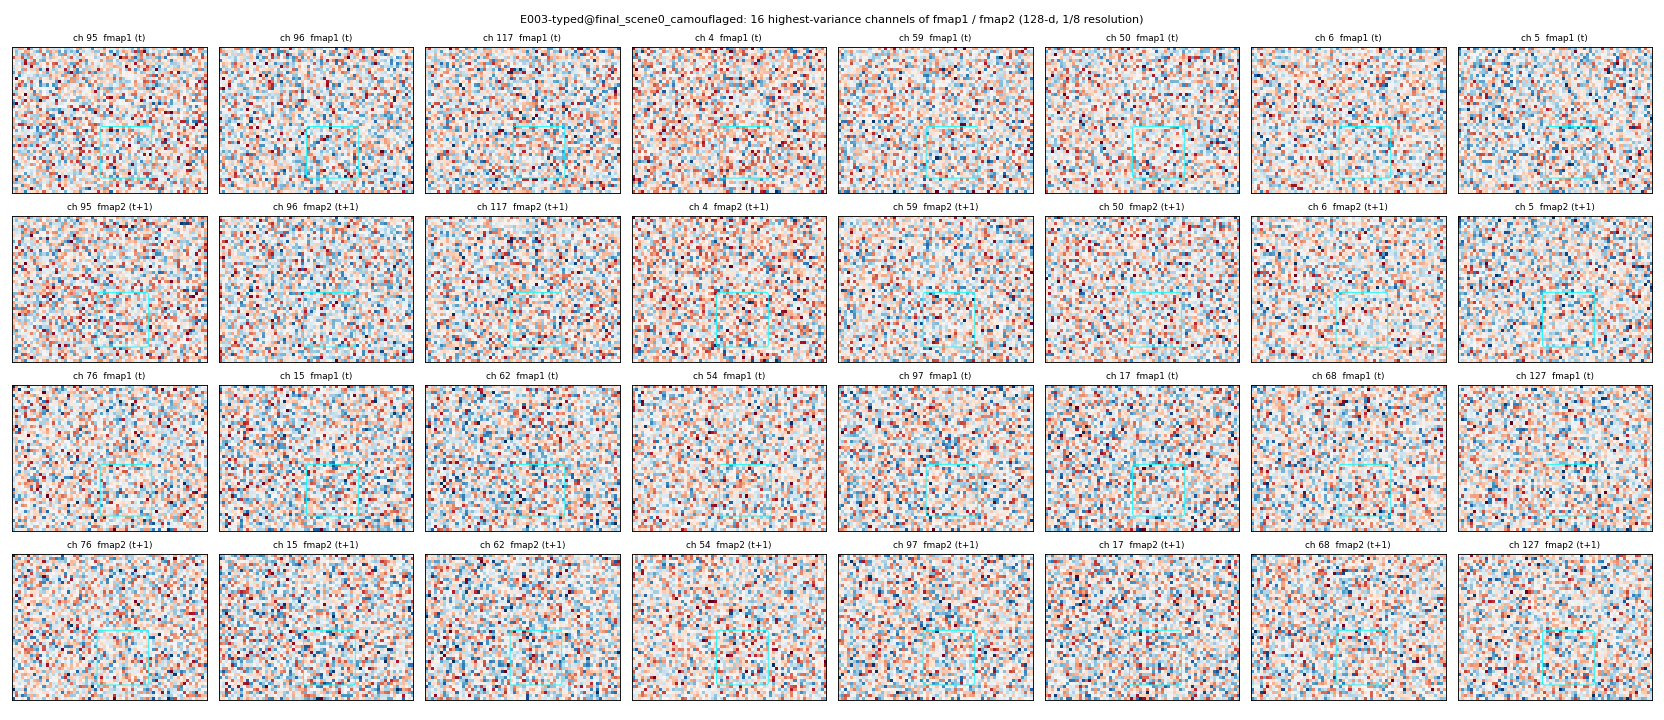 E003-typed@final_scene0_camouflaged: 16 highest-variance channels of fmap1 / fmap2 (128-d, 1/8 resolution)
ch 95 fmap1 (t)
ch 96 fmap1 (t)
ch 117 fmap1 (t)
ch 4 fmap1 (t)
ch 59 fmap1 (t)
ch 50 fmap1 (t)
ch 6 fmap1 (t)
ch 5 fmap1 (t)
ch 95 fmap2 (t+1)
ch 96 fmap2 (t+1)
ch 117 fmap2 (t+1)
ch 4 fmap2 (t+1)
ch 59 fmap2 (t+1)
ch 50 fmap2 (t+1)
ch 6 fmap2 (t+1)
ch 5 fmap2 (t+1)
ch 76 fmap1 (t)
ch 15 fmap1 (t)
ch 62 fmap1 (t)
ch 54 fmap1 (t)
ch 97 fmap1 (t)
ch 17 fmap1 (t)
ch 68 fmap1 (t)
ch 127 fmap1 (t)
ch 76 fmap2 (t+1)
ch 15 fmap2 (t+1)
ch 62 fmap2 (t+1)
ch 54 fmap2 (t+1)
ch 97 fmap2 (t+1)
ch 17 fmap2 (t+1)
ch 68 fmap2 (t+1)
ch 127 fmap2 (t+1)